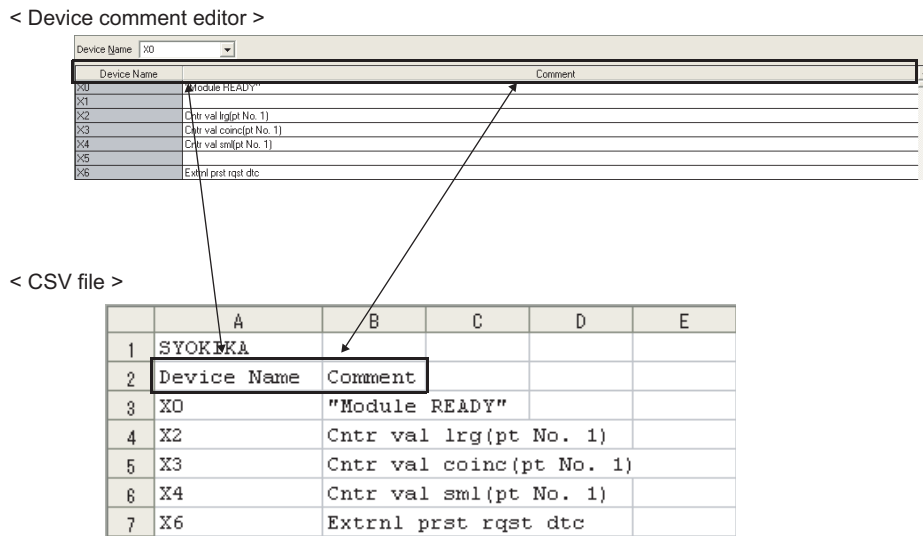 < Device comment editor >
Device Name X0
Device Name Comment
X0 "Module READY"
X1
X2 Cntr val lrg(pt No. 1)
X3 Cntr val coinc(pt No. 1)
X4 Cntr val sml(pt No. 1)
X5
X6 Extrnl prst rqst dtc
< CSV file >
A B C D E
1 SYOKIKA
2 Device Name Comment
3 X0 "Module READY"
4 X2 Cntr val lrg(pt No. 1)
5 X3 Cntr val coinc(pt No. 1)
6 X4 Cntr val sml(pt No. 1)
7 X6 Extrnl prst rqst dtc